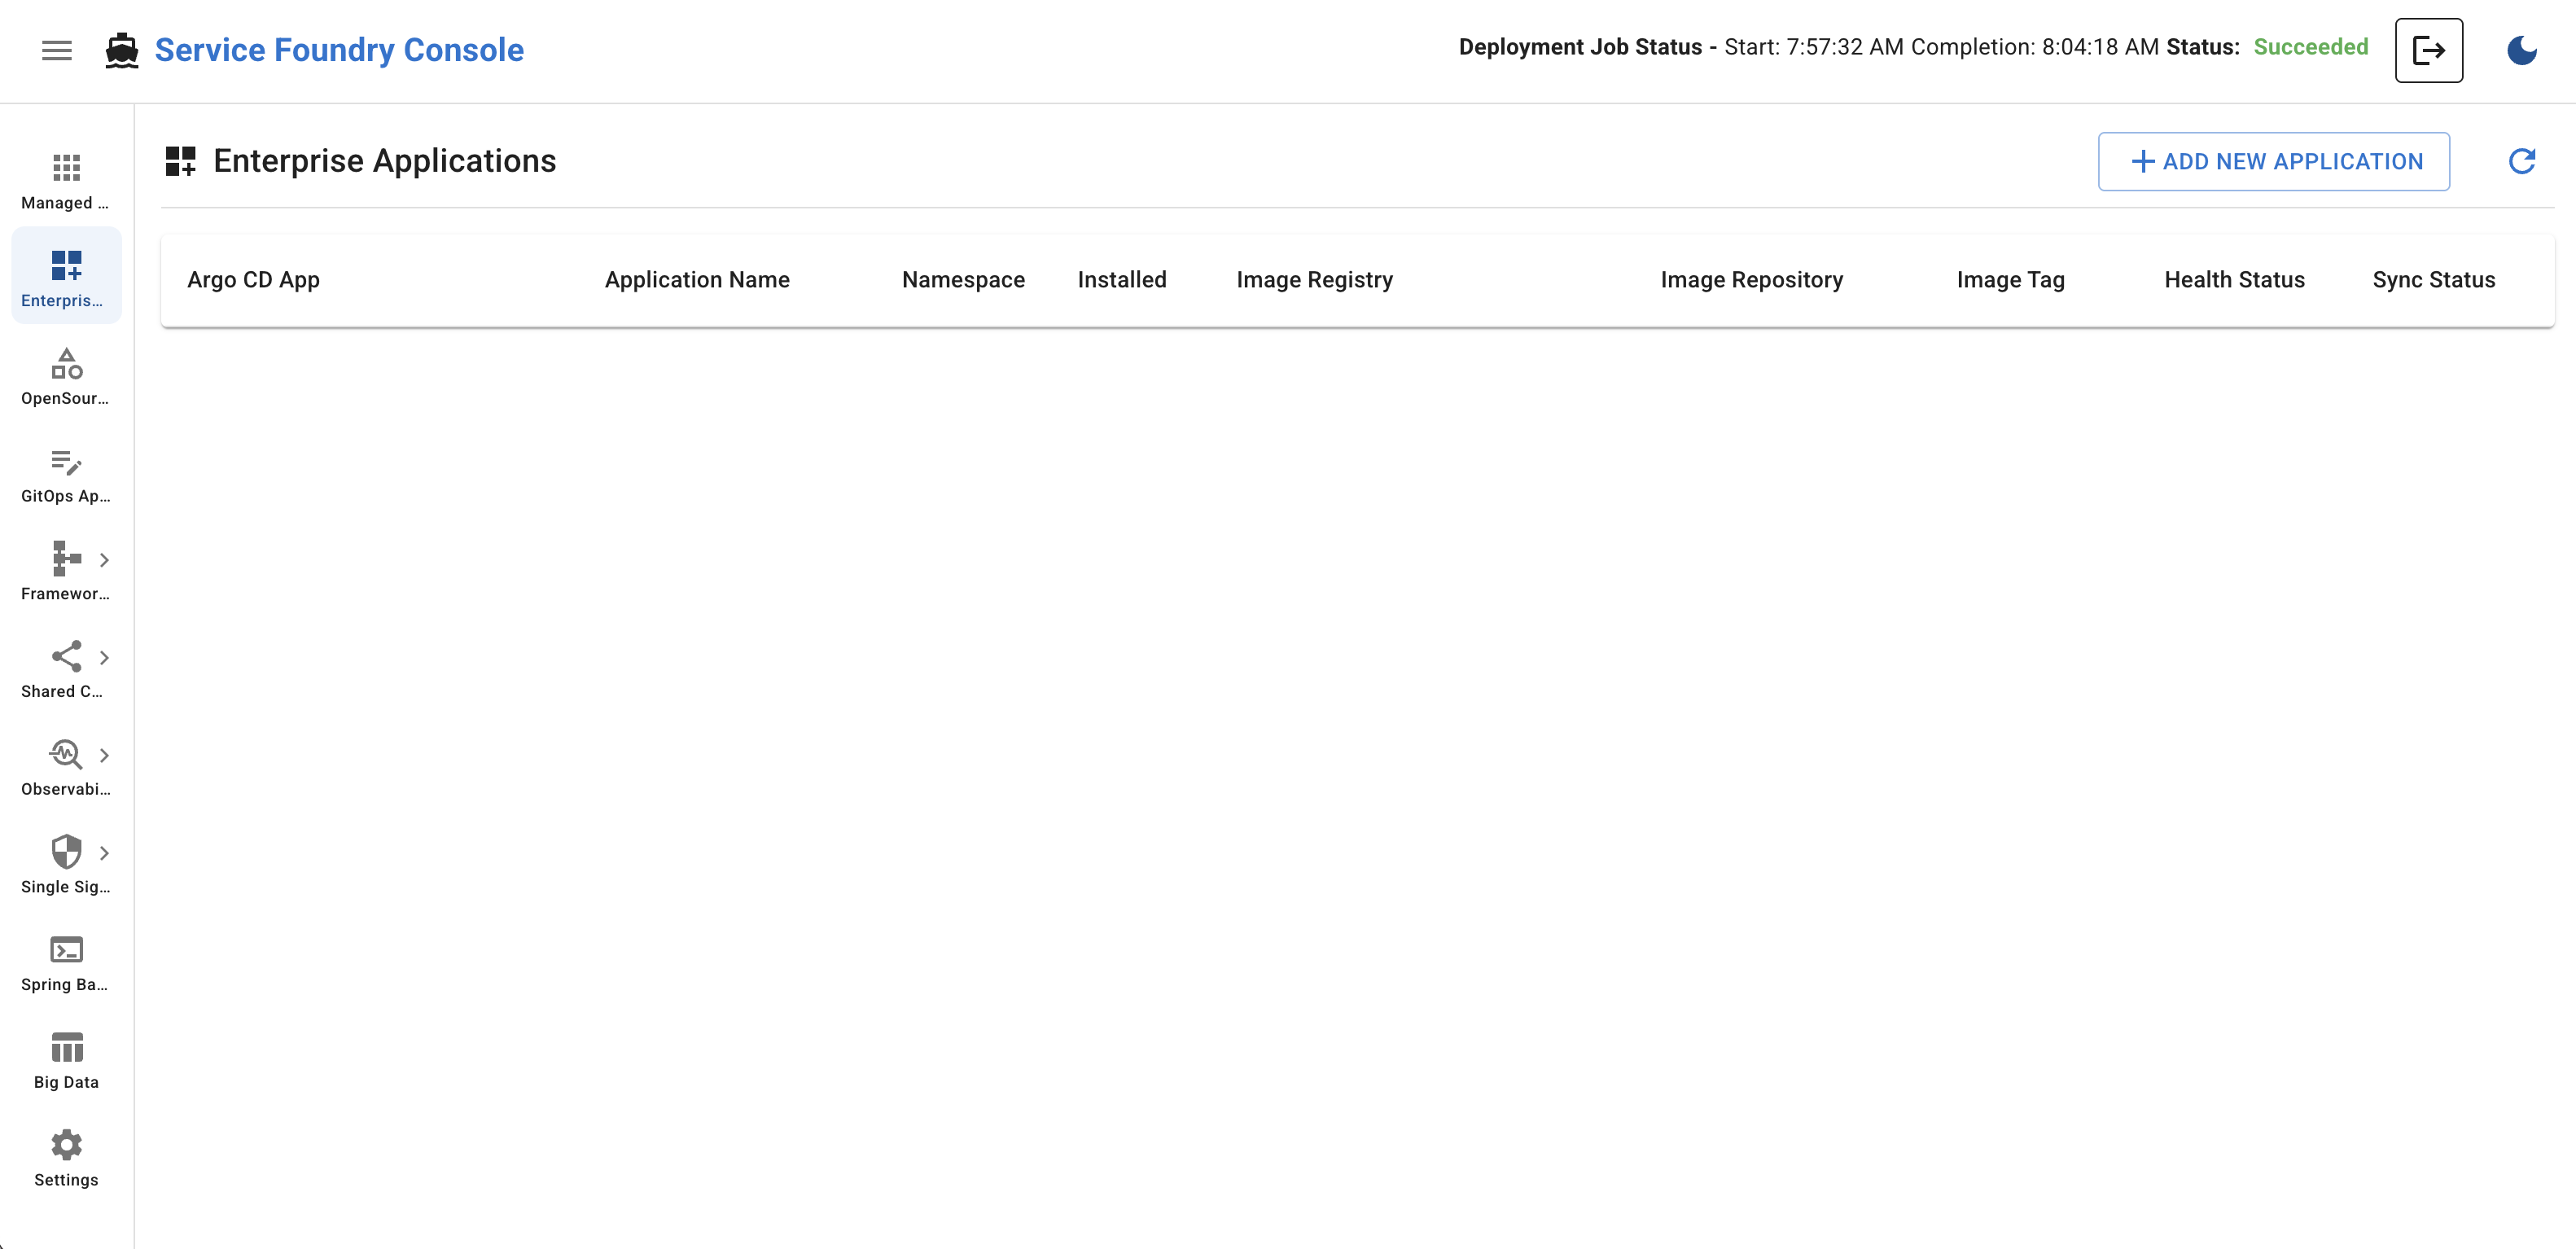 Service Foundry Console
Deployment Job Status - Start: 7:57:32 AM Completion: 8:04:18 AM Status: Succeeded
Managed ...
Enterpris...
OpenSour...
GitOps Ap...
Framewor...
Shared C...
Observabi...
Single Sig...
Spring Ba...
Big Data
Settings
Enterprise Applications
ADD NEW APPLICATION
Argo CD App Application Name Namespace Installed Image Registry Image Repository Image Tag Health Status Sync Status